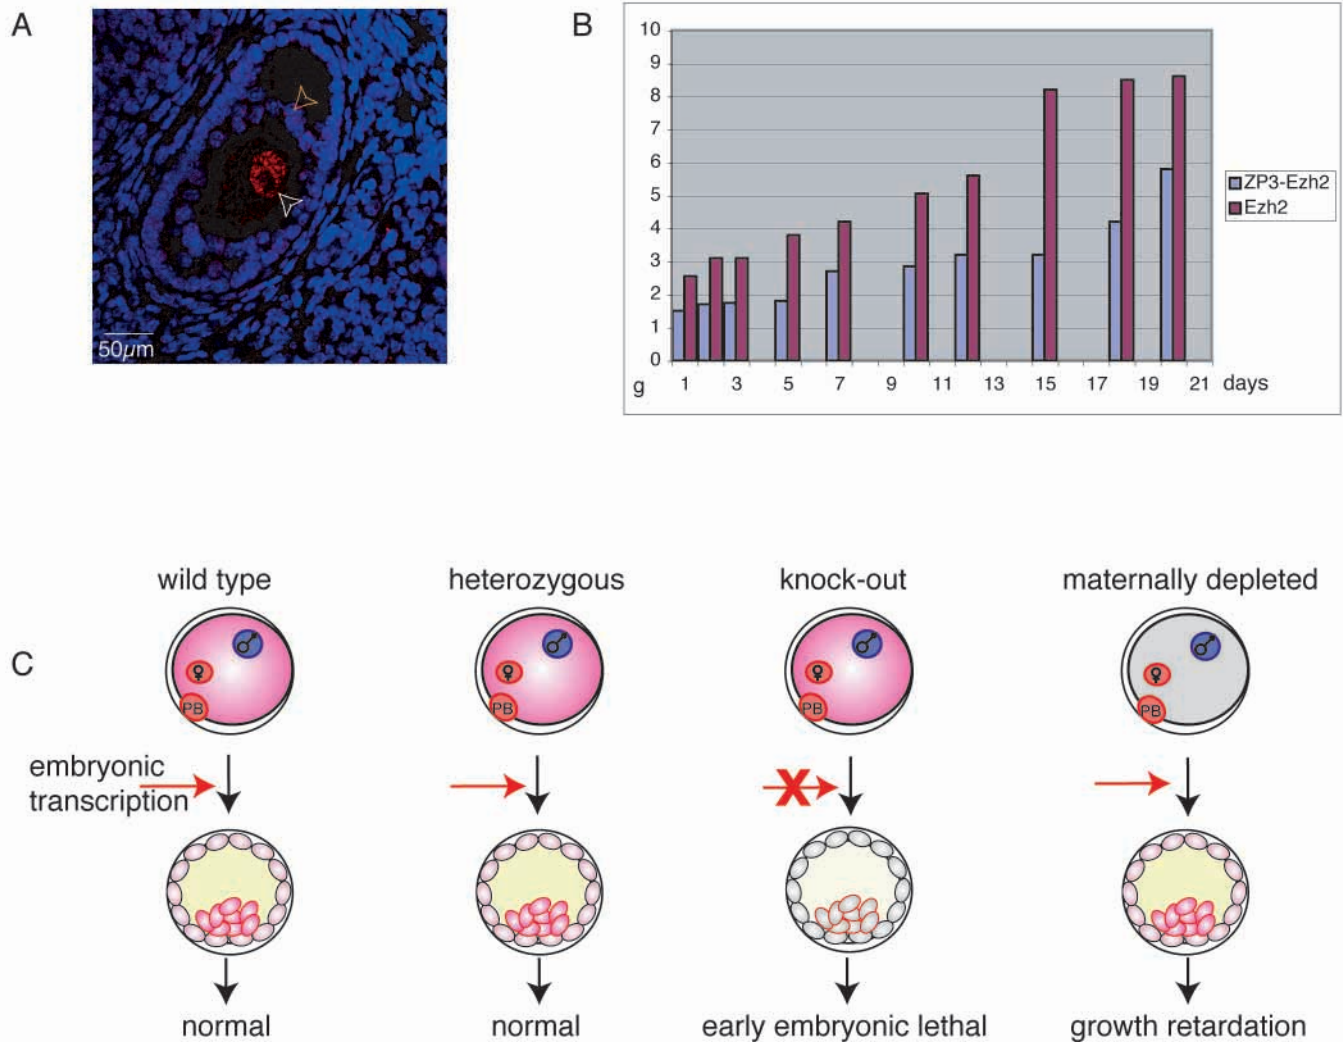 A
50μm
B
10
9
8
7
6
5
4
3
2
1
0
g 1 3 5 7 9 11 13 15 17 19 21 days
ZP3-Ezh2
Ezh2
C
wild type heterozygous knock-out maternally depleted
♂ ♂ ♂ ♂
♀ ♀ ♀ ♀
PB PB PB PB
embryonic
transcription
X
normal normal early embryonic lethal growth retardation